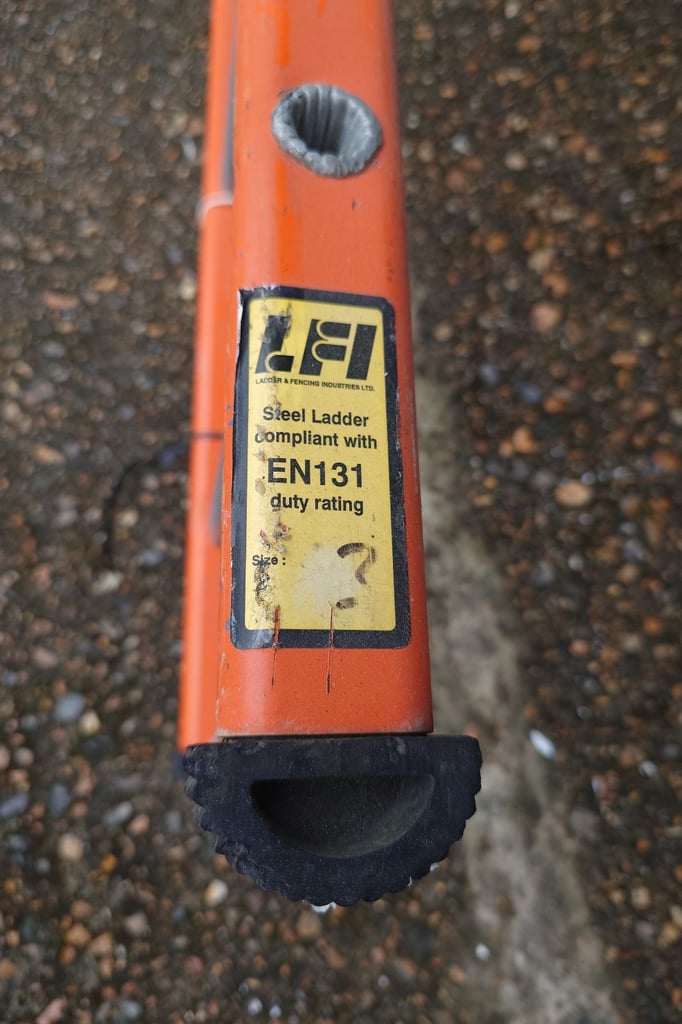 LFI
LADDER & FENCING INDUSTRIES LTD.
Steel Ladder
compliant with
EN131
duty rating
Size :